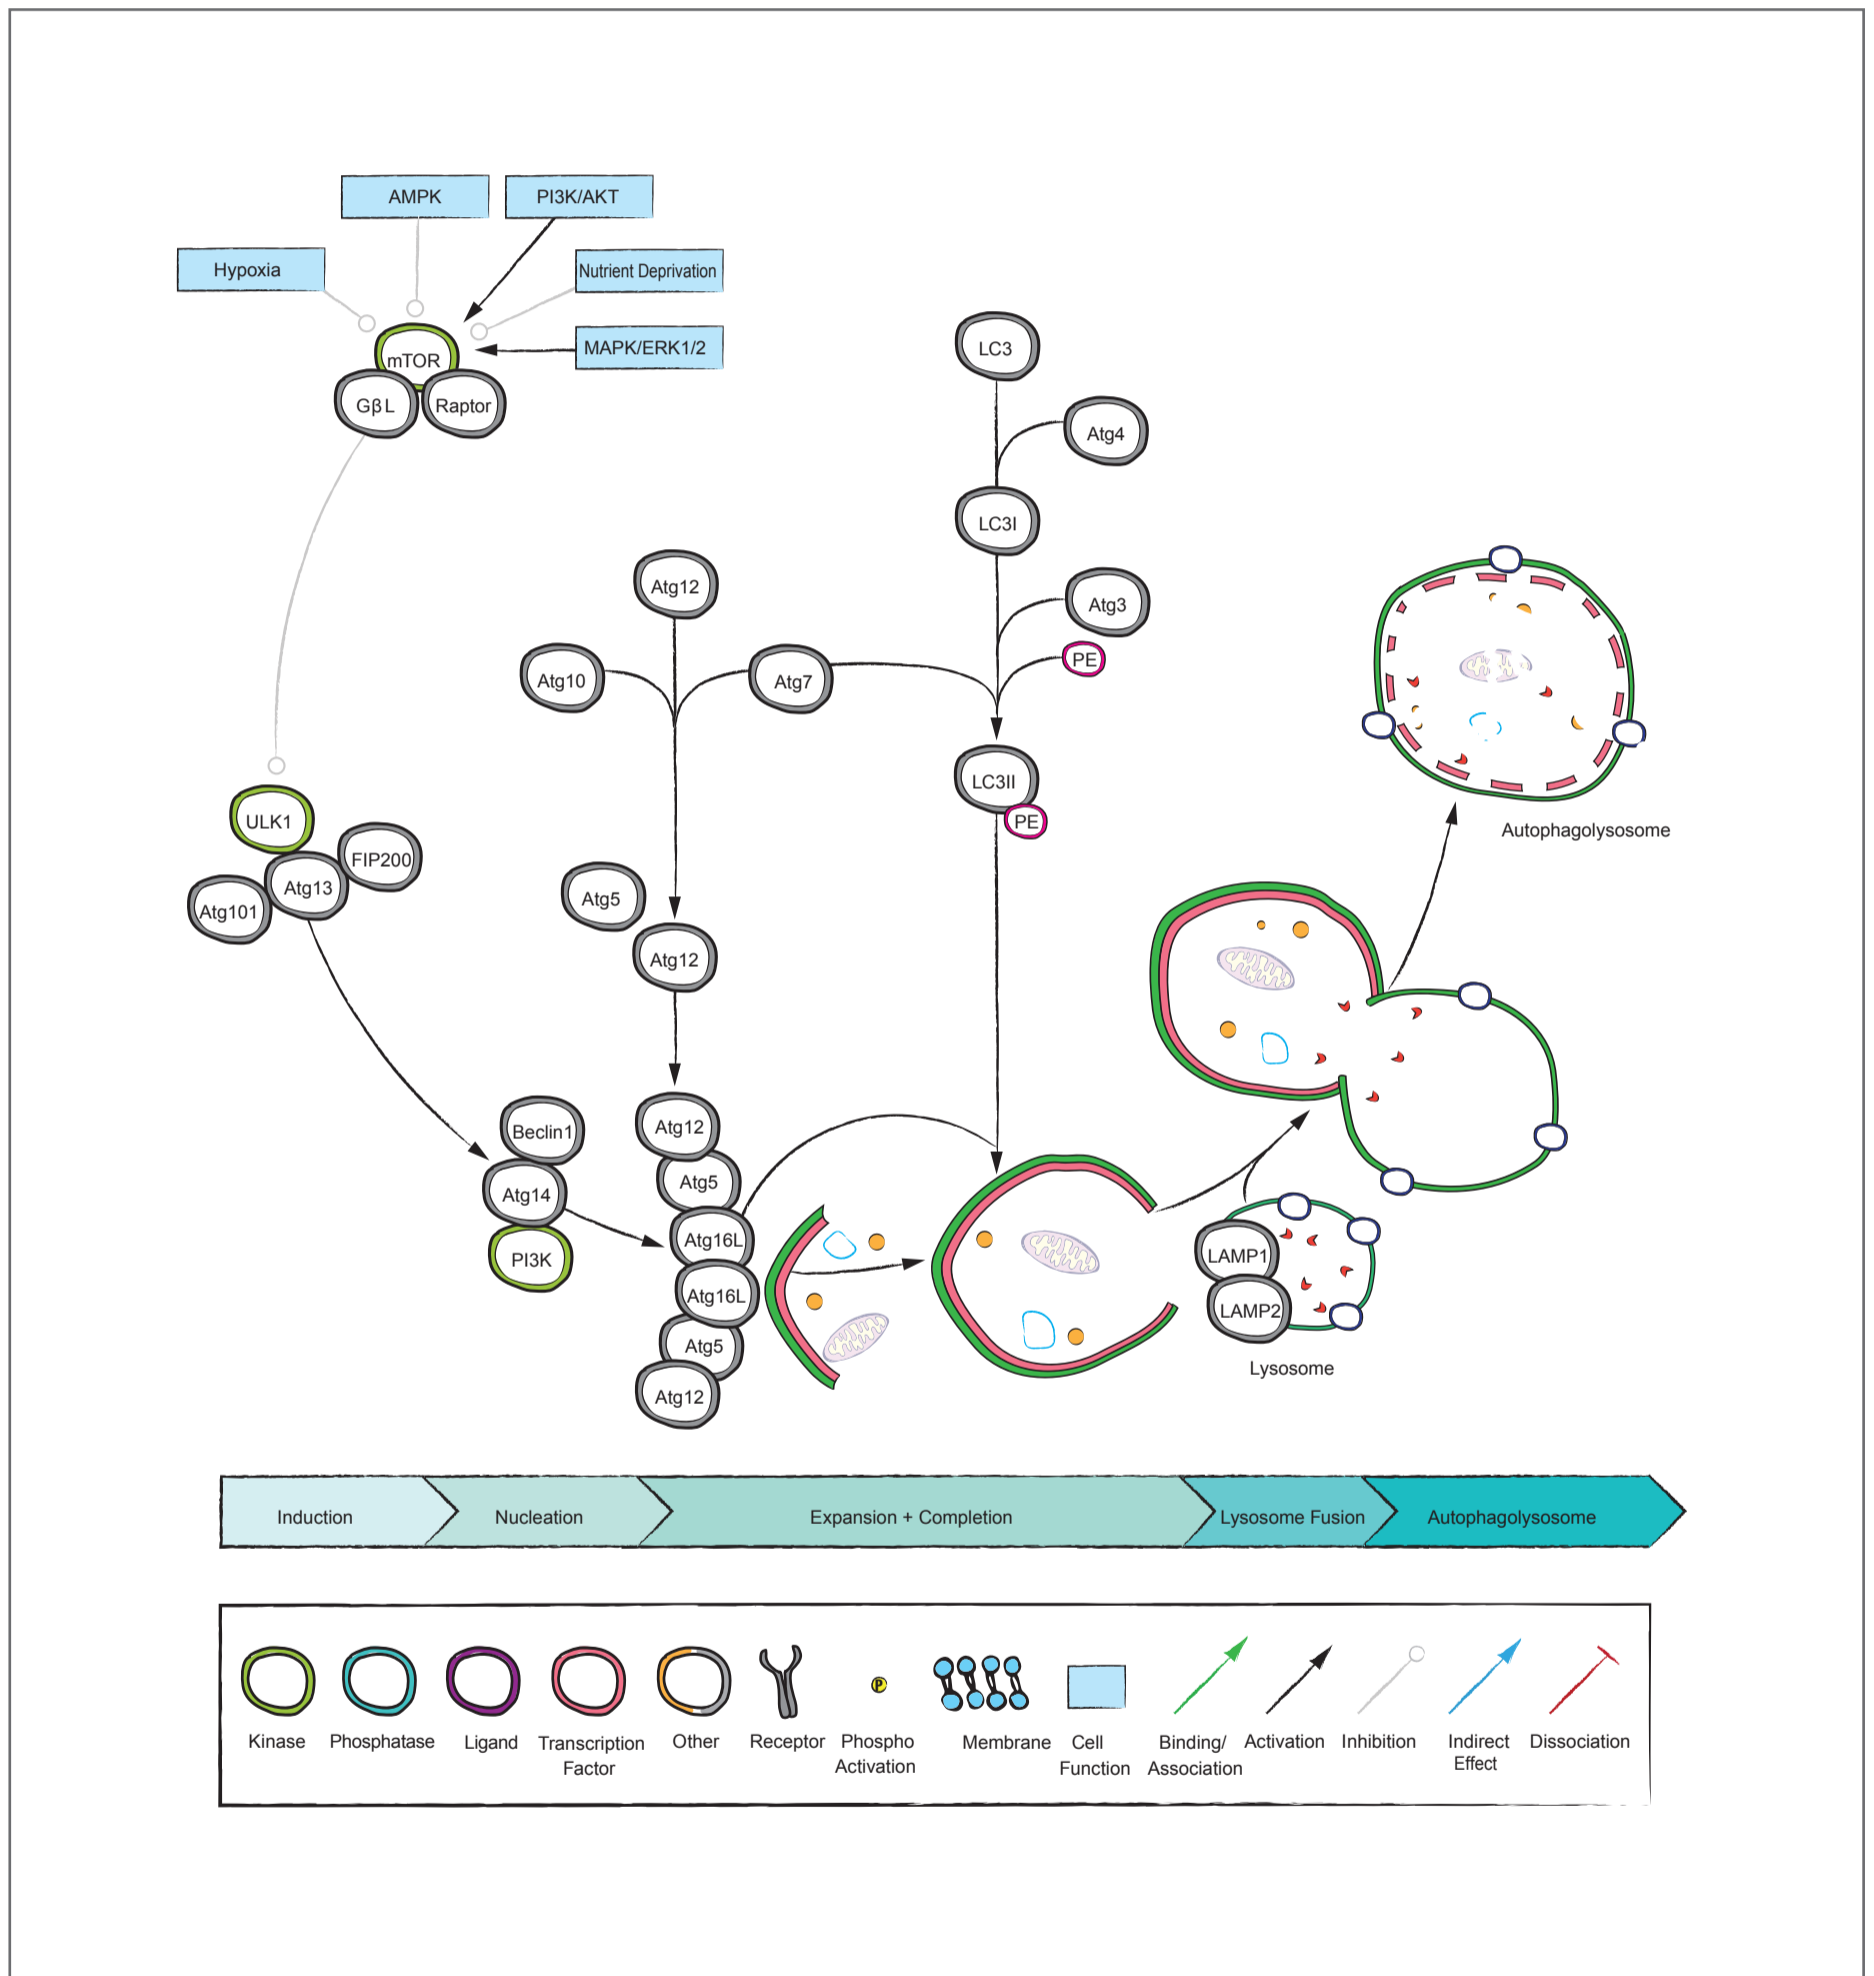 AMPK
PI3K/AKT
Hypoxia
Nutrient Deprivation
MAPK/ERK1/2
mTOR
GβL
Raptor
LC3
Atg4
LC3I
Atg12
Atg3
Atg10
Atg7
PE
LC3II
PE
ULK1
FIP200
Atg13
Atg101
Atg5
Atg12
Autophagolysosome
Beclin1
Atg14
PI3K
Atg12
Atg5
Atg16L
Atg16L
Atg5
Atg12
LAMP1
LAMP2
Lysosome
Induction
Nucleation
Expansion + Completion
Lysosome Fusion
Autophagolysosome
P
Kinase
Phosphatase
Ligand
Transcription
Factor
Other
Receptor
Phospho
Activation
Membrane
Cell
Function
Binding/
Association
Activation
Inhibition
Indirect
Effect
Dissociation